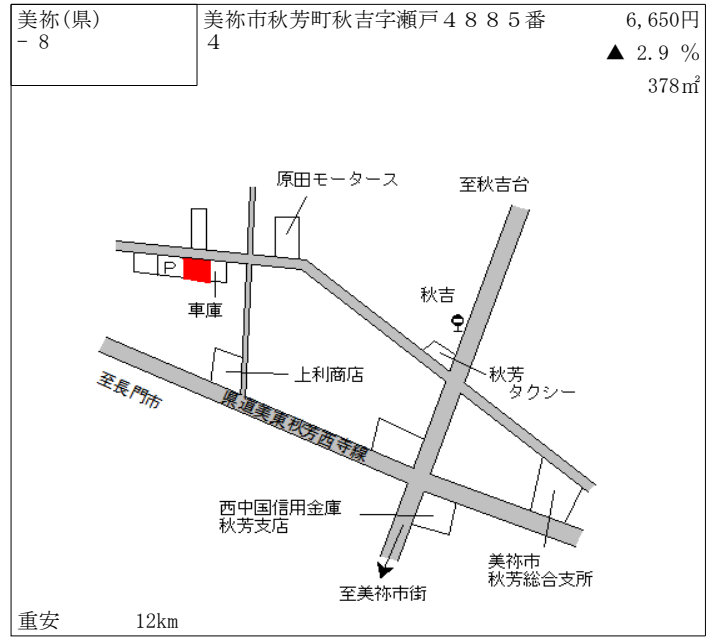 美祢(県)
- 8
美祢市秋芳町秋吉字瀬戸４８８５番
4
6,650円
▲ 2.9 %
378㎡
原田モータース
至秋吉台
P
車庫
秋吉
上利商店
秋芳
タクシー
至長門市
県道美東秋芳西寺線
西中国信用金庫
秋芳支店
美祢市
秋芳総合支所
至美祢市街
重安 12km